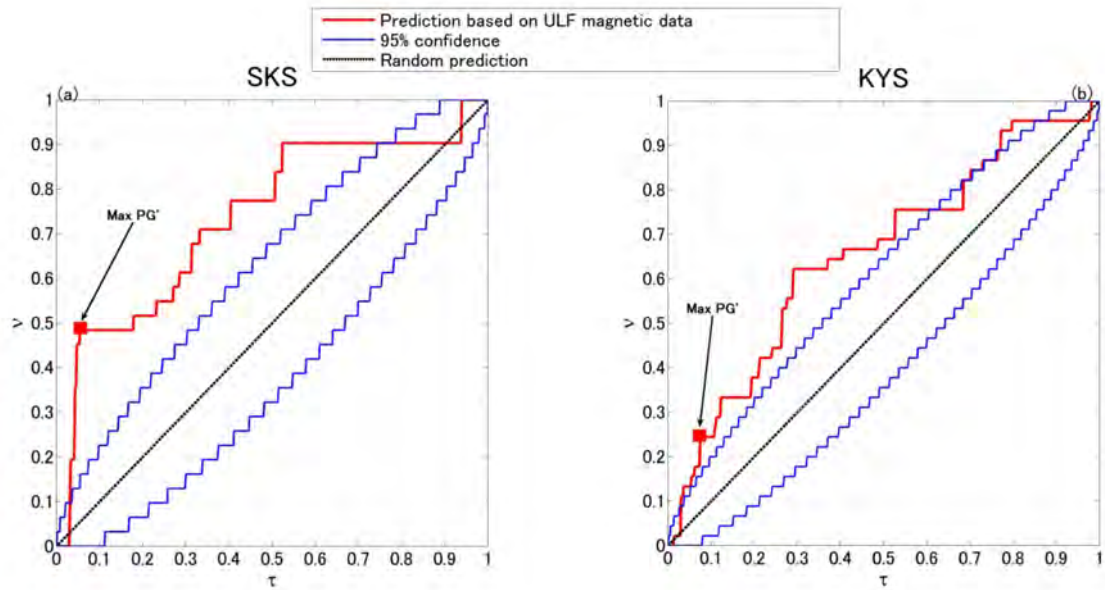 Prediction based on ULF magnetic data
95% confidence
Random prediction
SKS
(a)
1
0.9
0.8
0.7
0.6
0.5
0.4
0.3
0.2
0.1
0
ν
Max PG'
0 0.1 0.2 0.3 0.4 0.5 0.6 0.7 0.8 0.9 1
τ
KYS
(b)
1
0.9
0.8
0.7
0.6
0.5
0.4
0.3
0.2
0.1
0
ν
Max PG'
0 0.1 0.2 0.3 0.4 0.5 0.6 0.7 0.8 0.9 1
τ